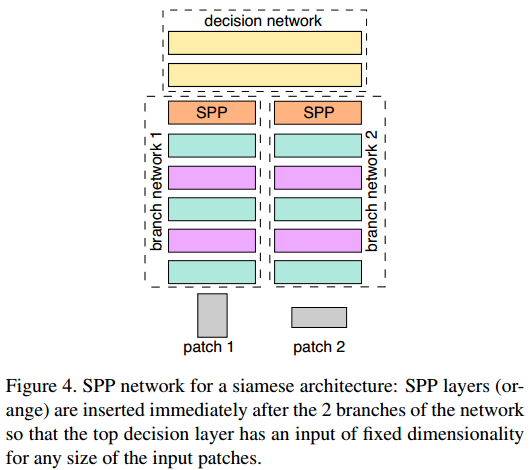 decision network
SPP
SPP
branch network 1
branch network 2
patch 1
patch 2
Figure 4. SPP network for a siamese architecture: SPP layers (or-
ange) are inserted immediately after the 2 branches of the network
so that the top decision layer has an input of fixed dimensionality
for any size of the input patches.